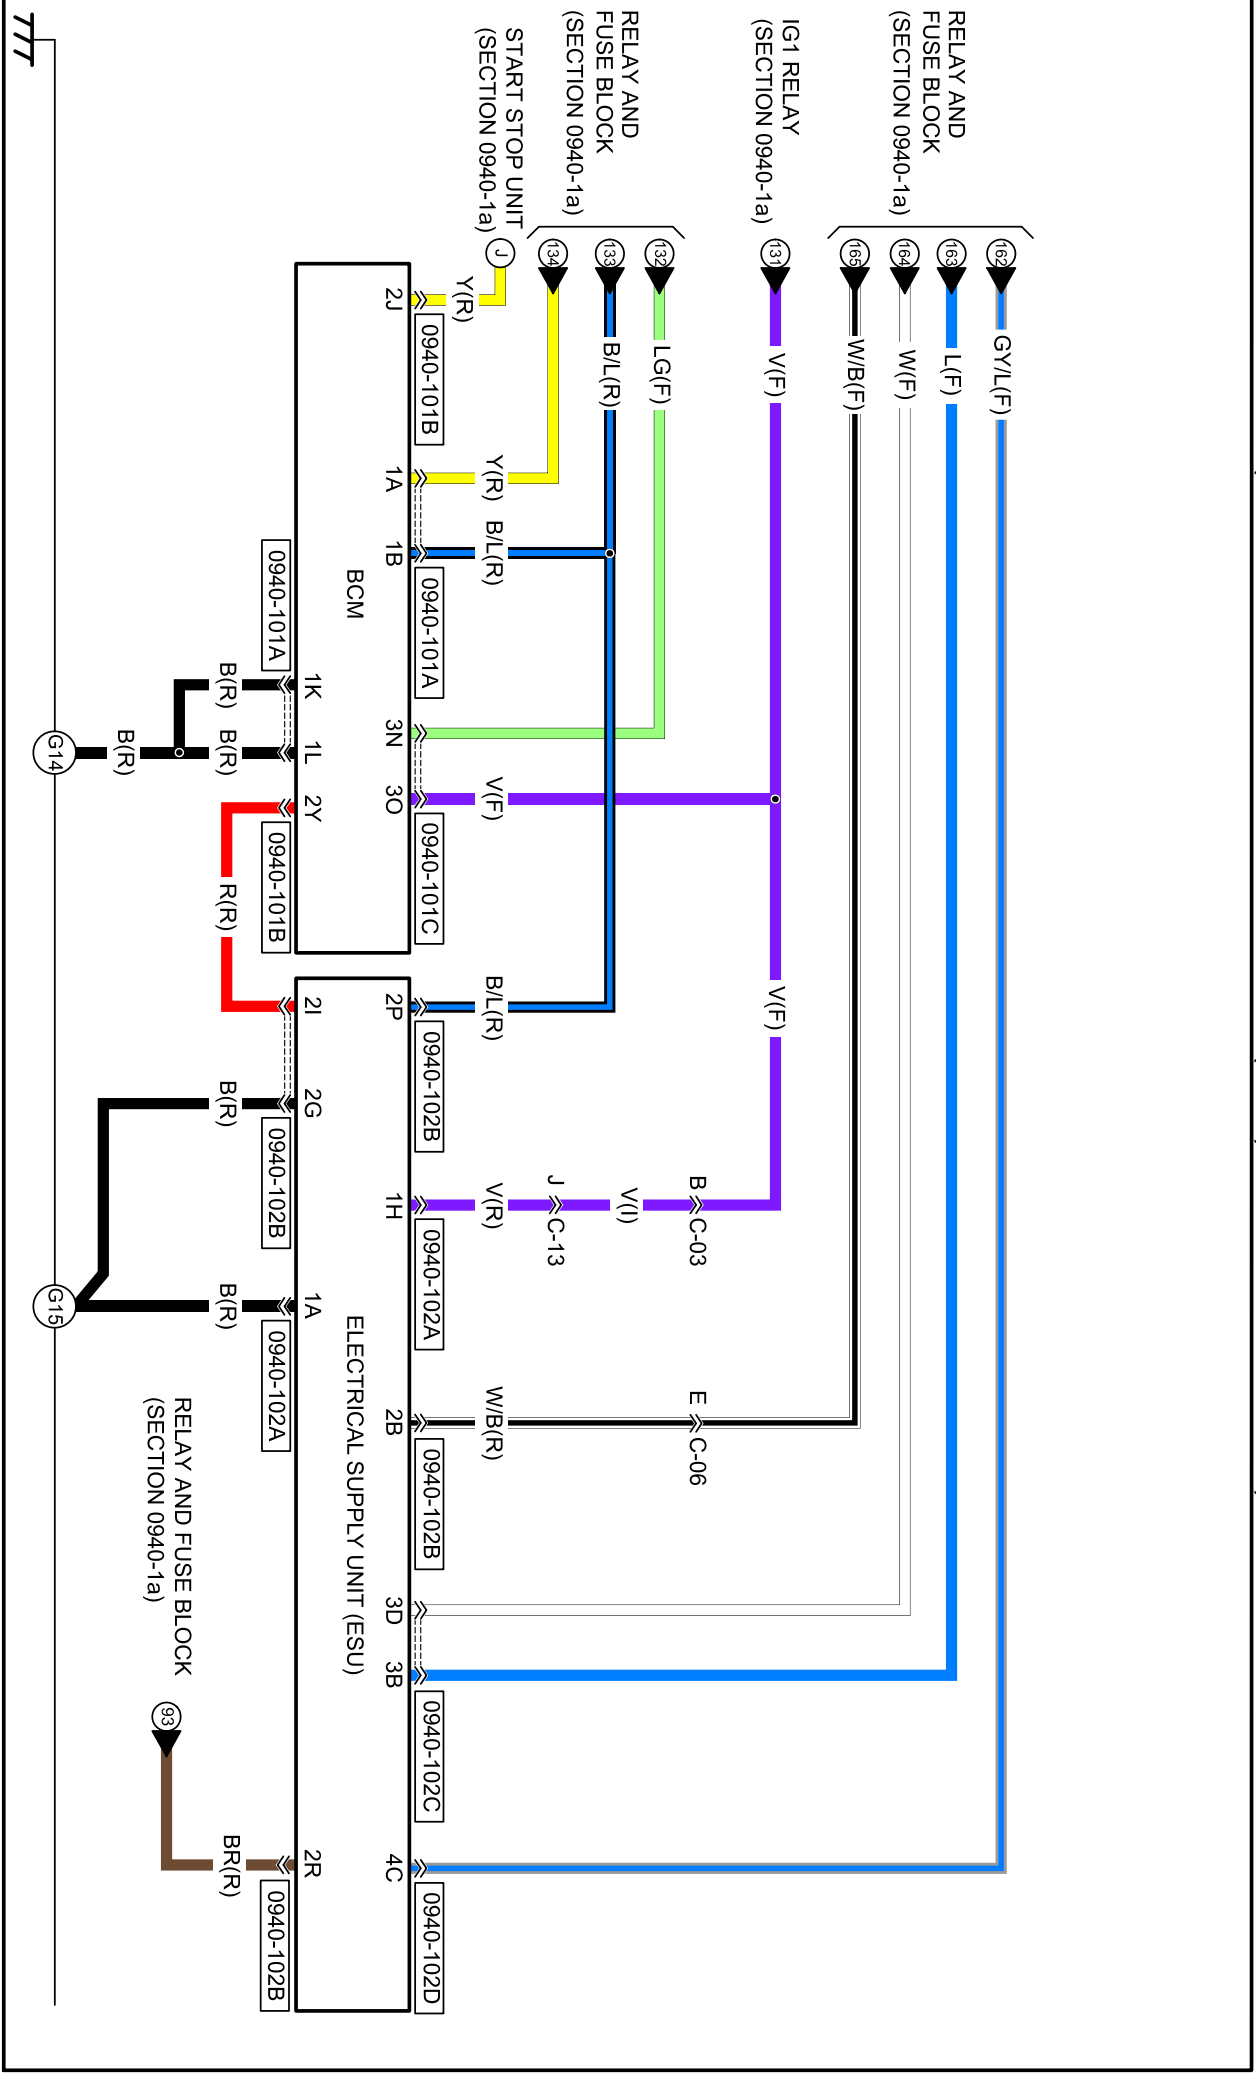 RELAY AND
FUSE BLOCK
(SECTION 0940-1a)
IG1 RELAY
(SECTION 0940-1a)
RELAY AND
FUSE BLOCK
(SECTION 0940-1a)
START STOP UNIT
(SECTION 0940-1a)
162
163
164
165
131
132
133
134
J
GY/L(F)
L(F)
W(F)
W/B(F)
V(F)
LG(F)
B/L(R)
Y(R)
Y(R)
B/L(R)
V(F)
V(F)
B/L(R)
B
C-03
V(I)
J
C-13
V(R)
E
C-06
W/B(R)
2J
0940-101B
1A
1B
0940-101A
3N
3O
0940-101C
2P
0940-102B
1H
0940-102A
2B
0940-102B
3D
3B
0940-102C
4C
0940-102D
BCM
ELECTRICAL SUPPLY UNIT (ESU)
0940-101A
1K
1L
2Y
0940-101B
2I
2G
0940-102B
1A
0940-102A
2R
0940-102B
B(R)
B(R)
R(R)
B(R)
B(R)
BR(R)
RELAY AND FUSE BLOCK
(SECTION 0940-1a)
93
B(R)
G14
G15